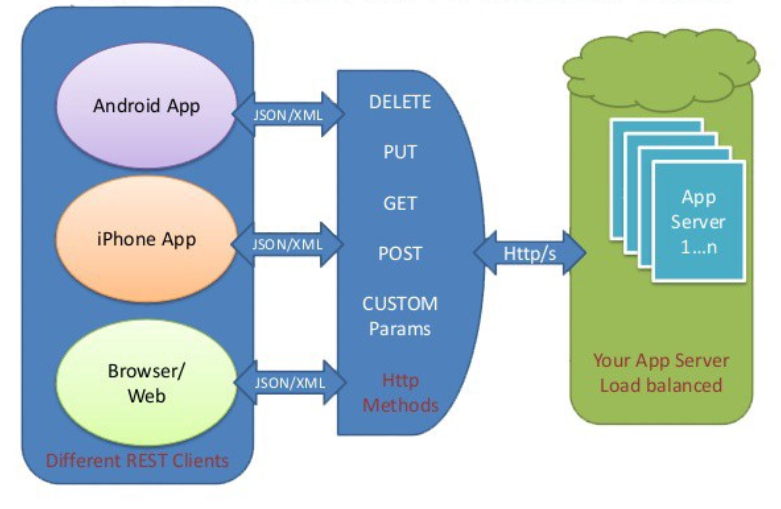 Android App
iPhone App
Browser/
Web
Different REST Clients
JSON/XML
JSON/XML
JSON/XML
DELETE
PUT
GET
POST
CUSTOM
Params
Http
Methods
Http/s
App
Server
1...n
Your App Server
Load balanced